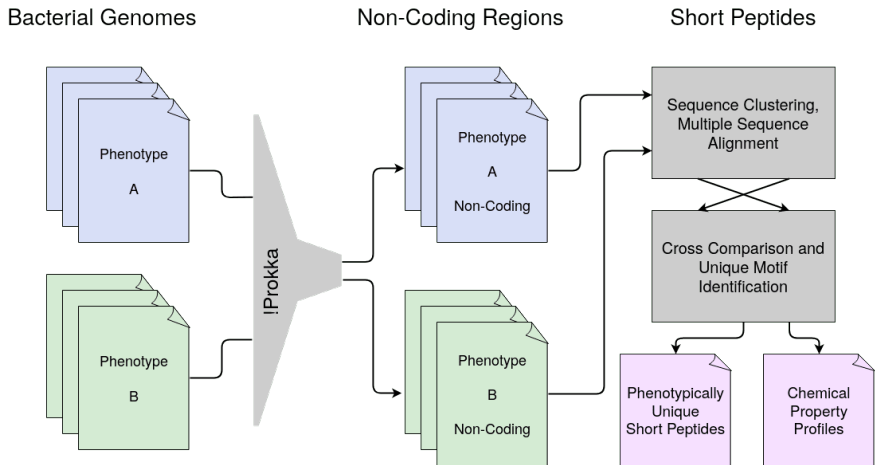 Bacterial Genomes
Non-Coding Regions
Short Peptides
Phenotype
A
Phenotype
B
!Prokka
Phenotype
A
Non-Coding
Phenotype
B
Non-Coding
Sequence Clustering,
Multiple Sequence
Alignment
Cross Comparison and
Unique Motif
Identification
Phenotypically
Unique
Short Peptides
Chemical
Property
Profiles